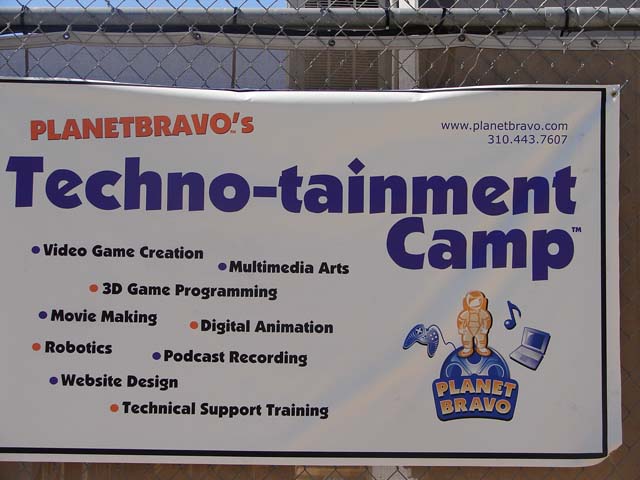 PLANETBRAVO's™
www.planetbravo.com
310.443.7607
Techno-tainment
Camp™
• Video Game Creation
• Multimedia Arts
• 3D Game Programming
• Movie Making
• Digital Animation
• Robotics
• Podcast Recording
• Website Design
• Technical Support Training
PLANET
BRAVO